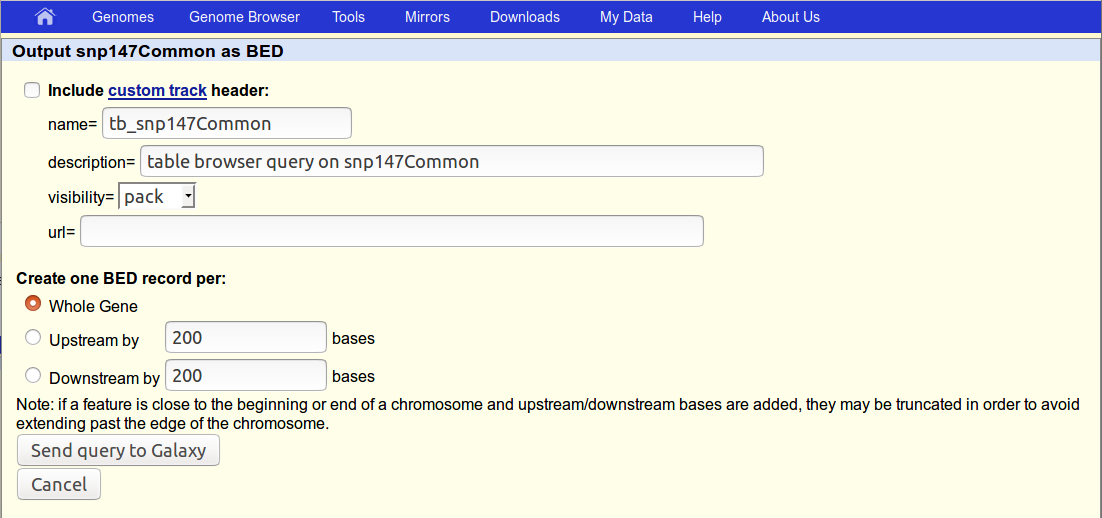 Genomes Genome Browser Tools Mirrors Downloads My Data Help About Us
Output snp147Common as BED
Include custom track header:
name= tb_snp147Common
description= table browser query on snp147Common
visibility= pack
url=
Create one BED record per:
Whole Gene
Upstream by 200 bases
Downstream by 200 bases
Note: if a feature is close to the beginning or end of a chromosome and upstream/downstream bases are added, they may be truncated in order to avoid
extending past the edge of the chromosome.
Send query to Galaxy
Cancel